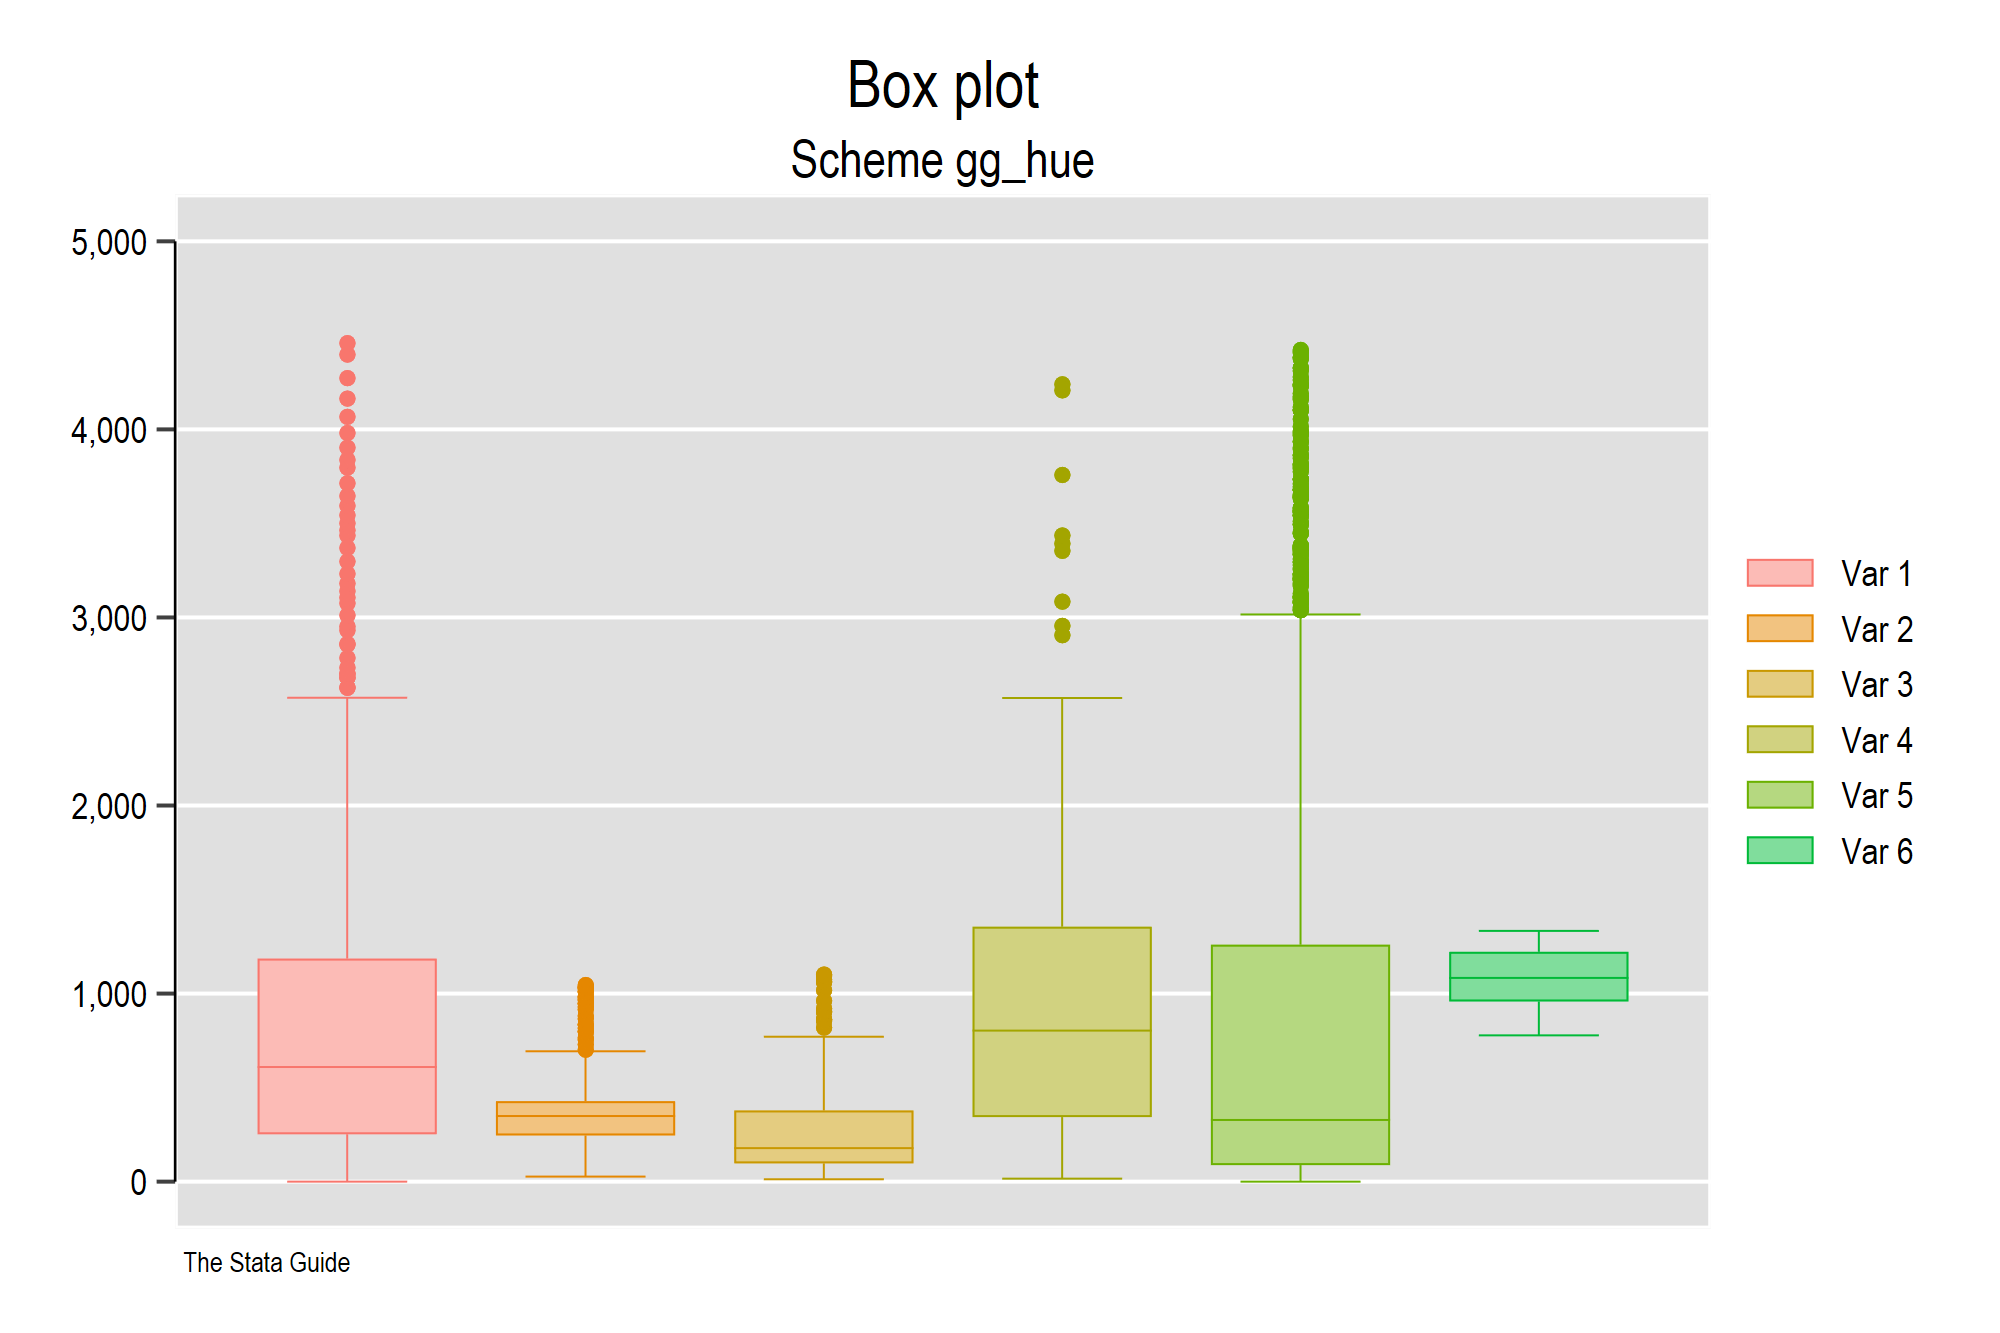 Box plot
Scheme gg_hue
5,000
4,000
3,000
2,000
1,000
0
Var 1
Var 2
Var 3
Var 4
Var 5
Var 6
The Stata Guide